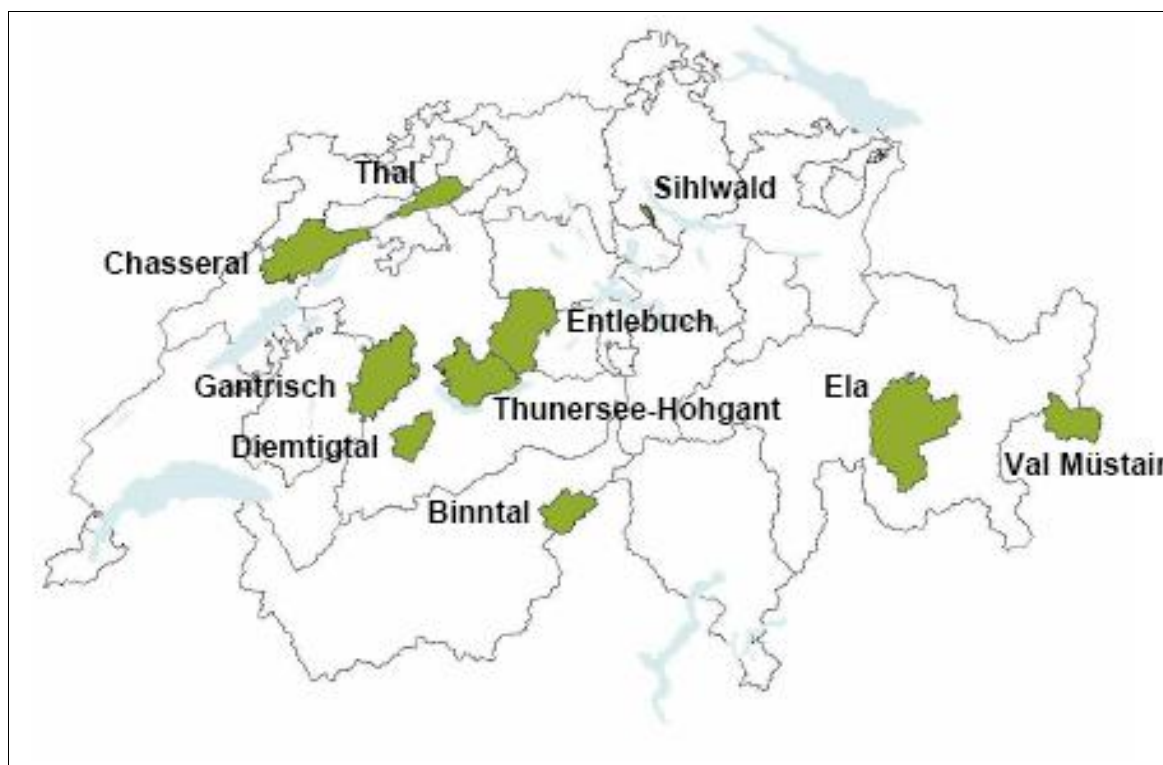 Thal
Sihlwald
Chasseral
Entlebuch
Gantrisch
Ela
Thunersee-Hohgant
Diemtigtal
Val Müstair
Binntal